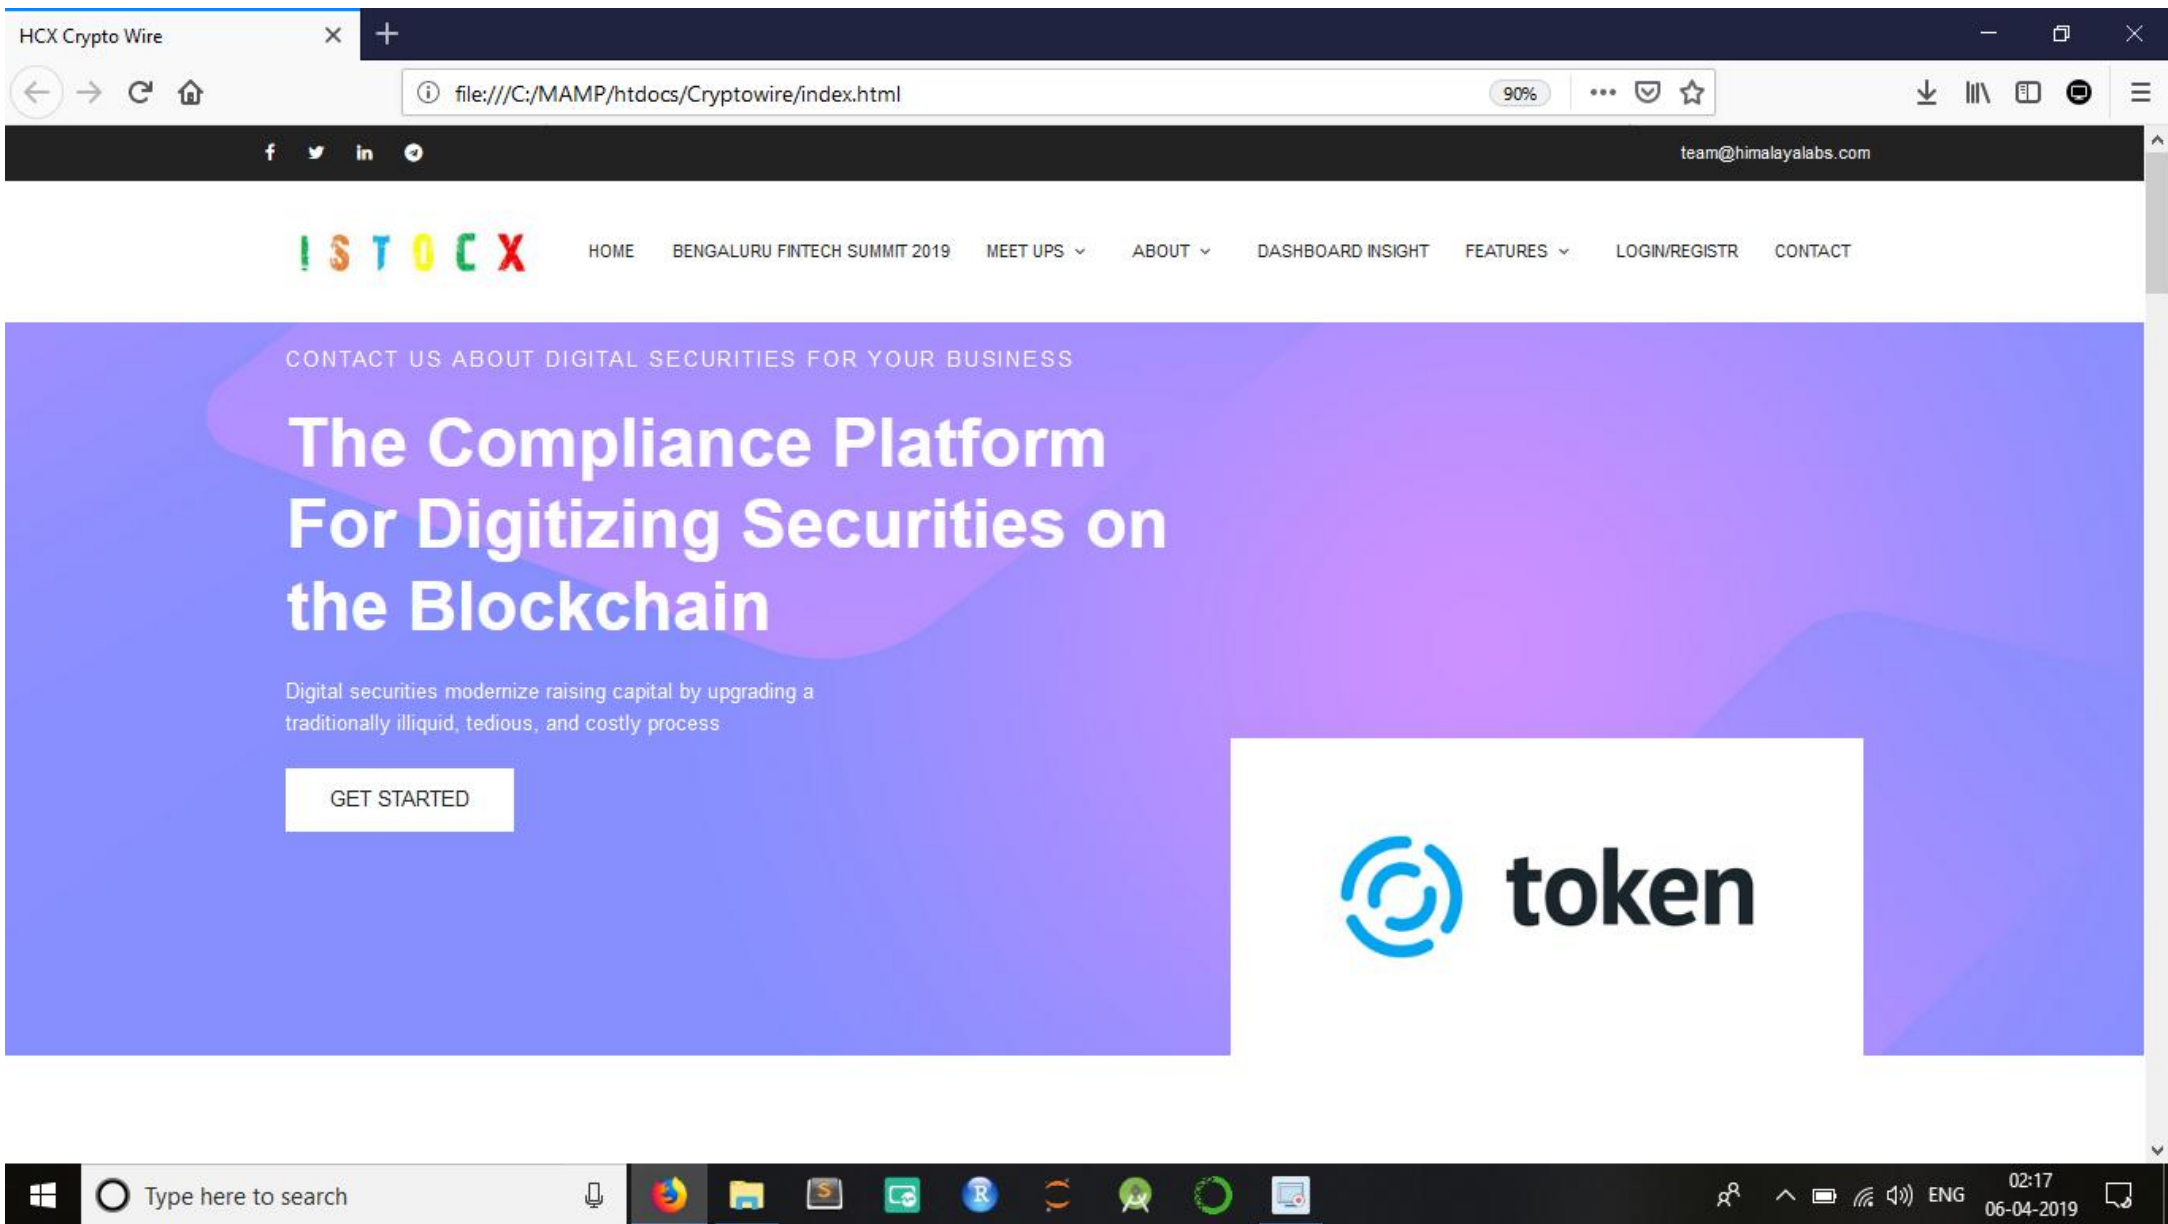 HCX Crypto Wire
file:///C:/MAMP/htdocs/Cryptowire/index.html
90%
team@himalayalabs.com
ISTOCX
HOME BENGALURU FINTECH SUMMIT 2019 MEET UPS ABOUT DASHBOARD INSIGHT FEATURES LOGIN/REGISTR CONTACT
CONTACT US ABOUT DIGITAL SECURITIES FOR YOUR BUSINESS
The Compliance Platform
For Digitizing Securities on
the Blockchain
Digital securities modernize raising capital by upgrading a
traditionally illiquid, tedious, and costly process
GET STARTED
token
Type here to search
ENG
02:17
06-04-2019